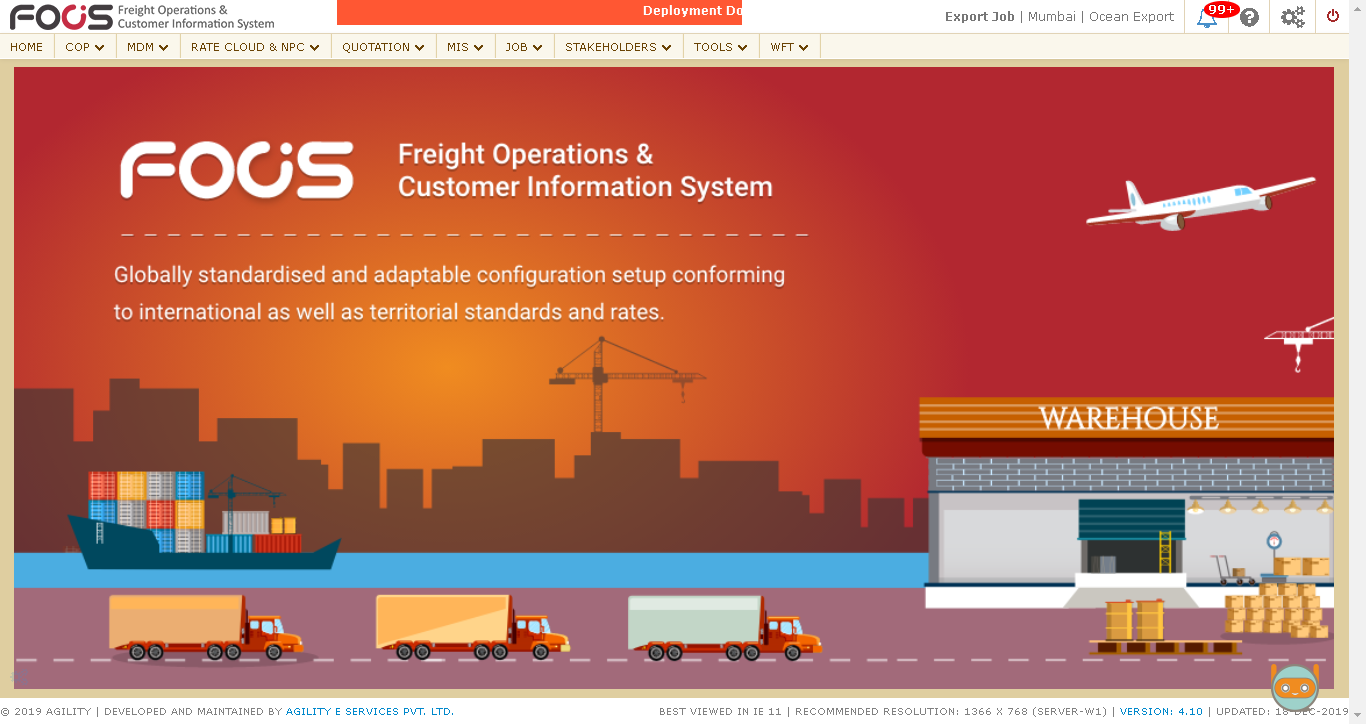 FOCiS Freight Operations &
Customer Information System
Deployment Do
Export Job | Mumbai | Ocean Export
99+
HOME COP MDM RATE CLOUD & NPC QUOTATION MIS JOB STAKEHOLDERS TOOLS WFT
FOCiS
Freight Operations &
Customer Information System
Globally standardised and adaptable configuration setup conforming
to international as well as territorial standards and rates.
WAREHOUSE
© 2019 AGILITY | DEVELOPED AND MAINTAINED BY AGILITY E SERVICES PVT. LTD.
BEST VIEWED IN IE 11 | RECOMMENDED RESOLUTION: 1366 X 768 (SERVER-W1) | VERSION: 4.10 | UPDATED: 18-DEC-2019